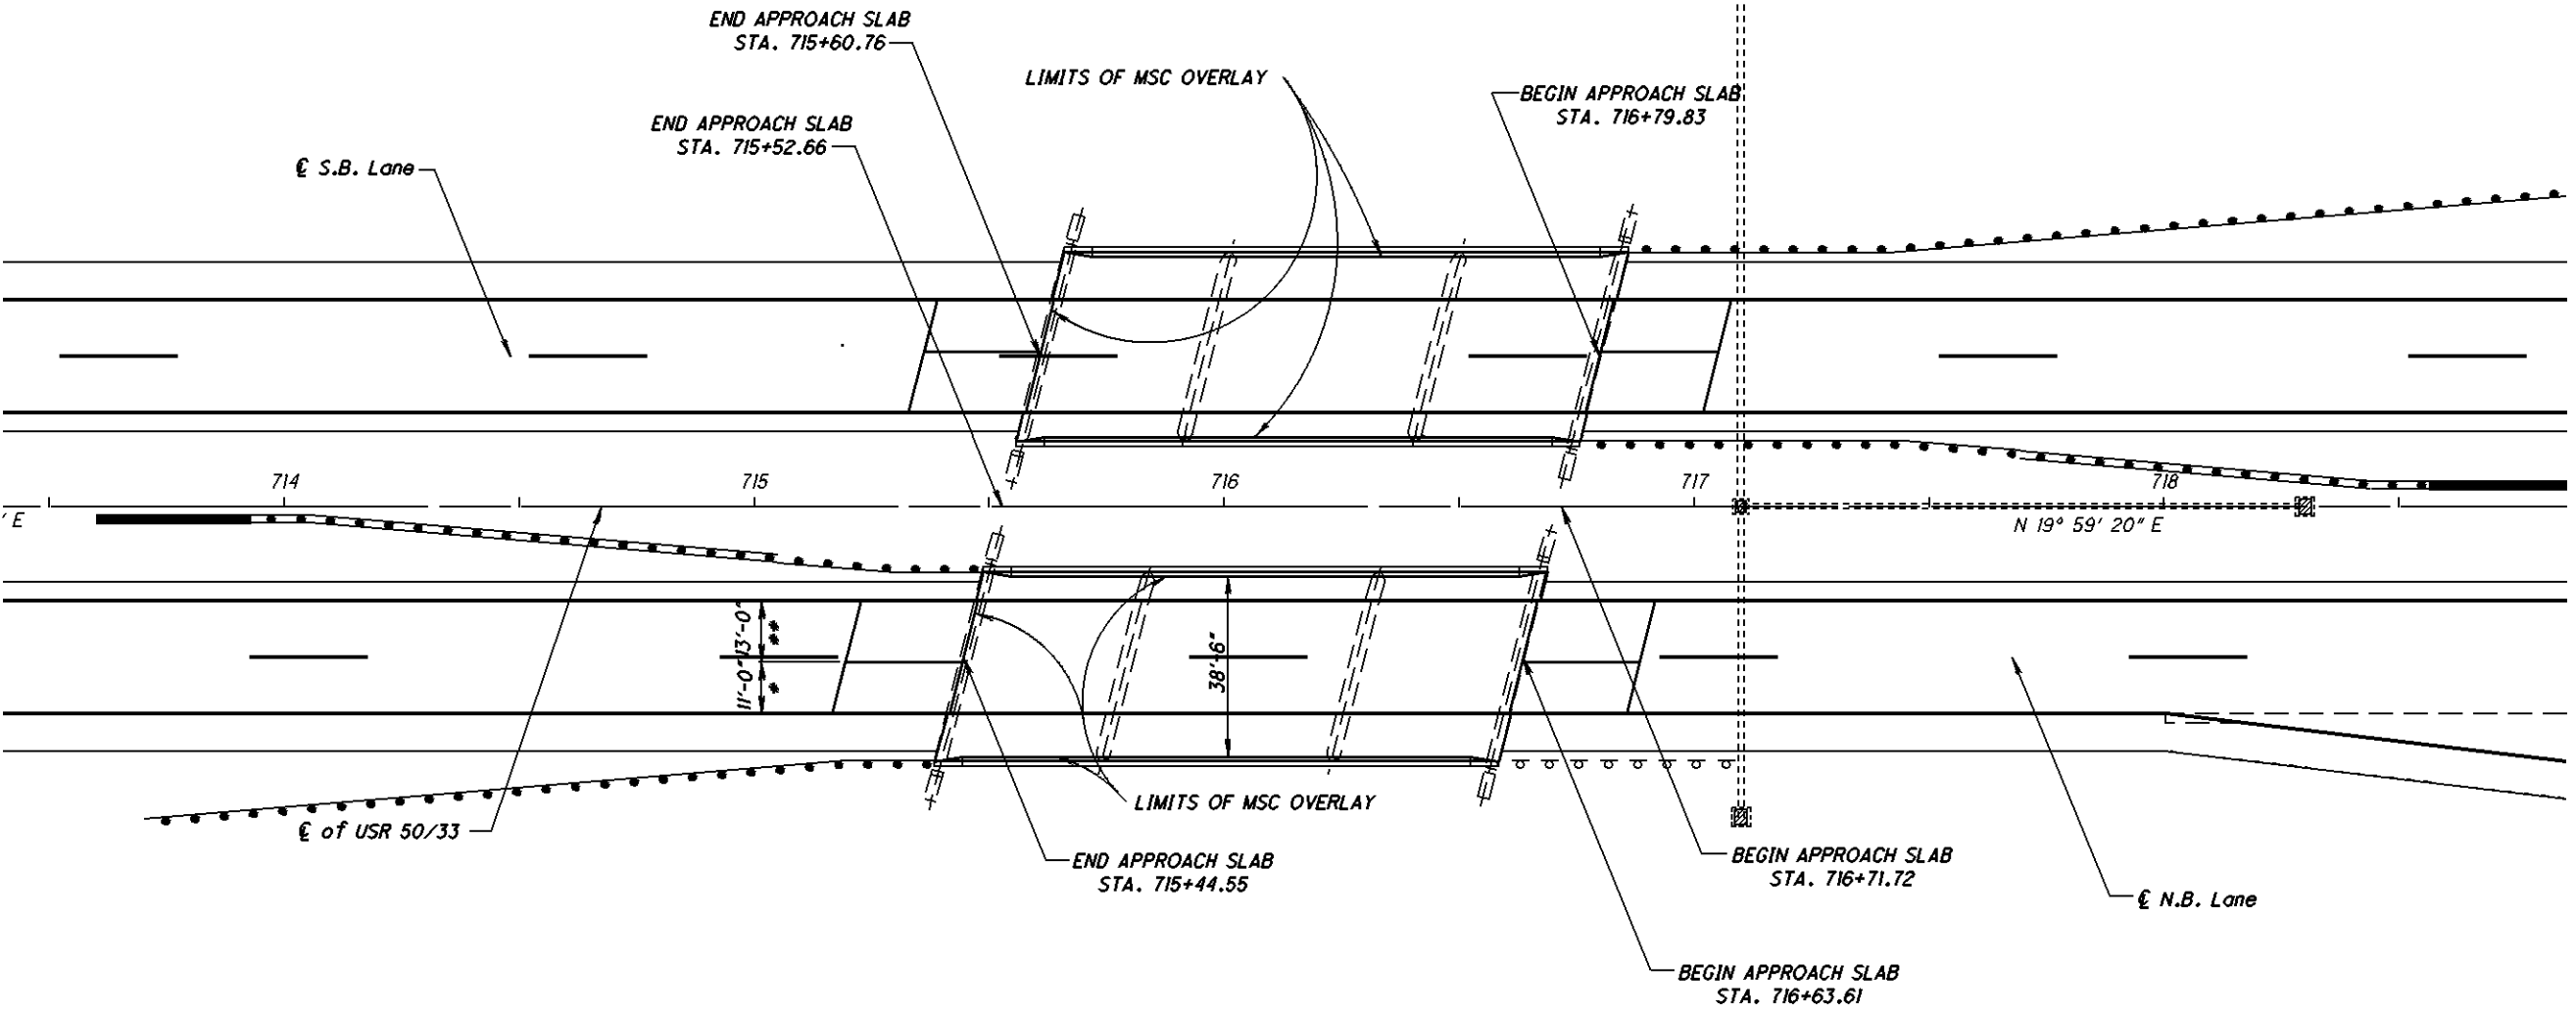 END APPROACH SLAB
STA. 715+60.76
LIMITS OF MSC OVERLAY
BEGIN APPROACH SLAB
STA. 716+79.83
END APPROACH SLAB
STA. 715+52.66
℄ S.B. Lane
714
715
716
717
718
' E
N 19° 59' 20" E
13'-0"
**
11'-0"
*
38'-6"
LIMITS OF MSC OVERLAY
℄ of USR 50/33
END APPROACH SLAB
STA. 715+44.55
BEGIN APPROACH SLAB
STA. 716+71.72
℄ N.B. Lane
BEGIN APPROACH SLAB
STA. 716+63.61